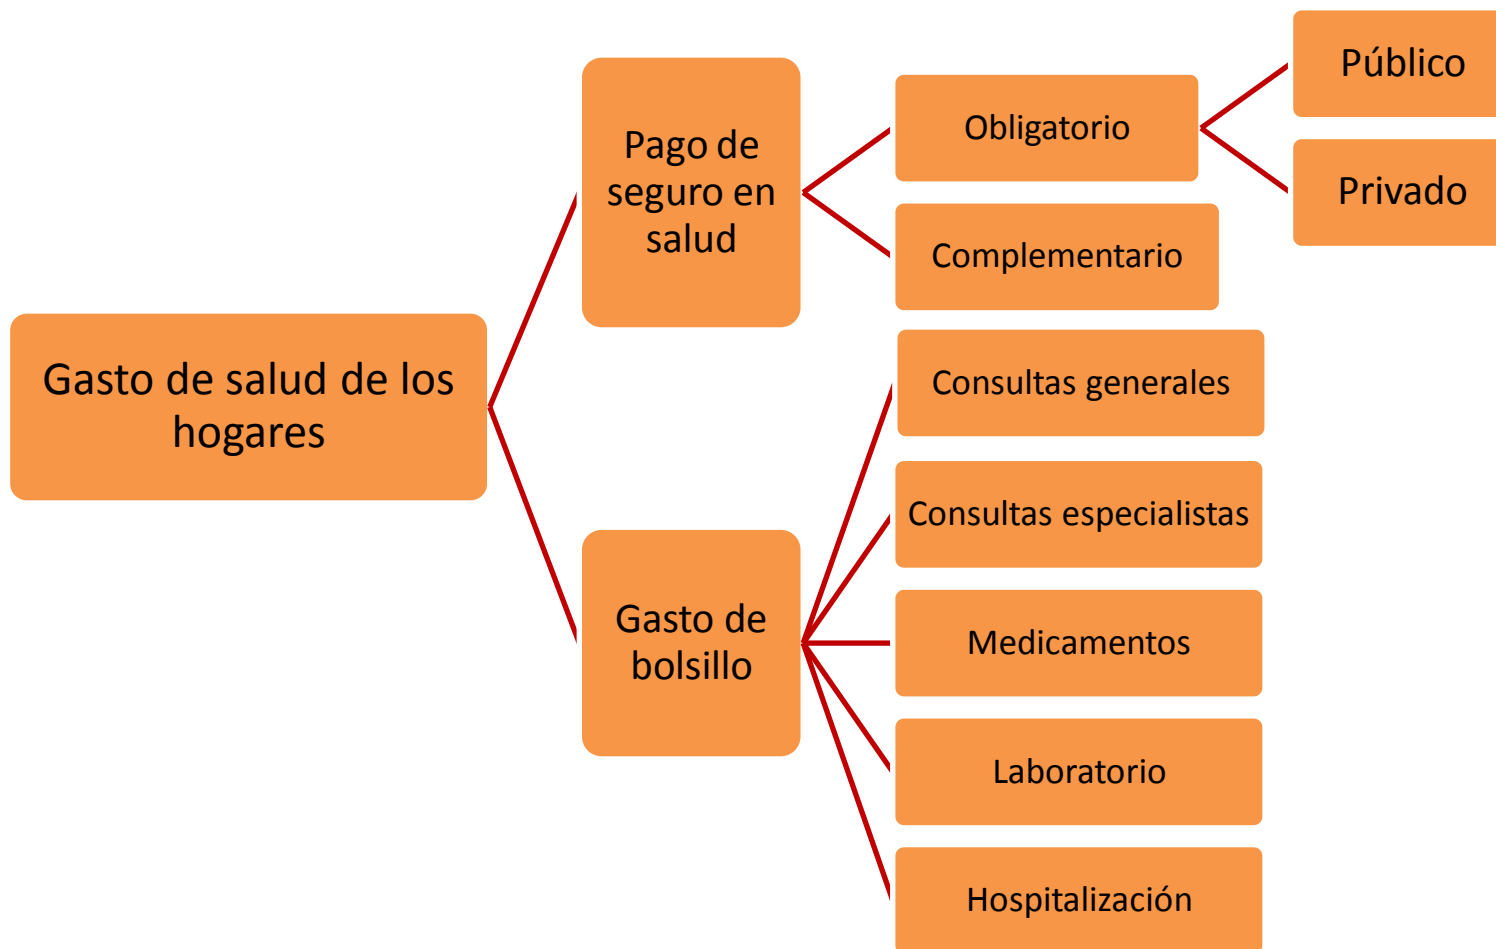 Gasto de salud de los
hogares
Pago de
seguro en
salud
Obligatorio
Público
Privado
Complementario
Gasto de
bolsillo
Consultas generales
Consultas especialistas
Medicamentos
Laboratorio
Hospitalización